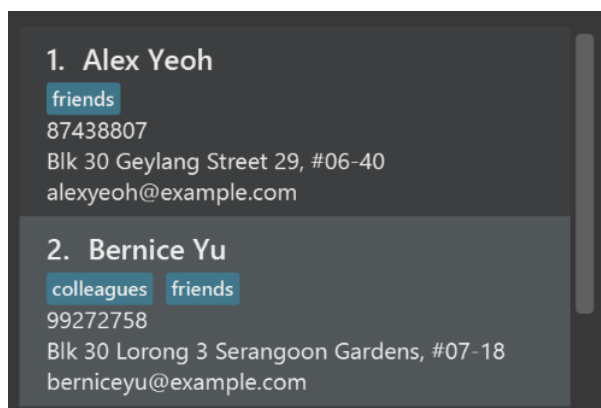 1. Alex Yeoh
friends
87438807
Blk 30 Geylang Street 29, #06-40
alexyeoh@example.com
2. Bernice Yu
colleagues friends
99272758
Blk 30 Lorong 3 Serangoon Gardens, #07-18
berniceyu@example.com